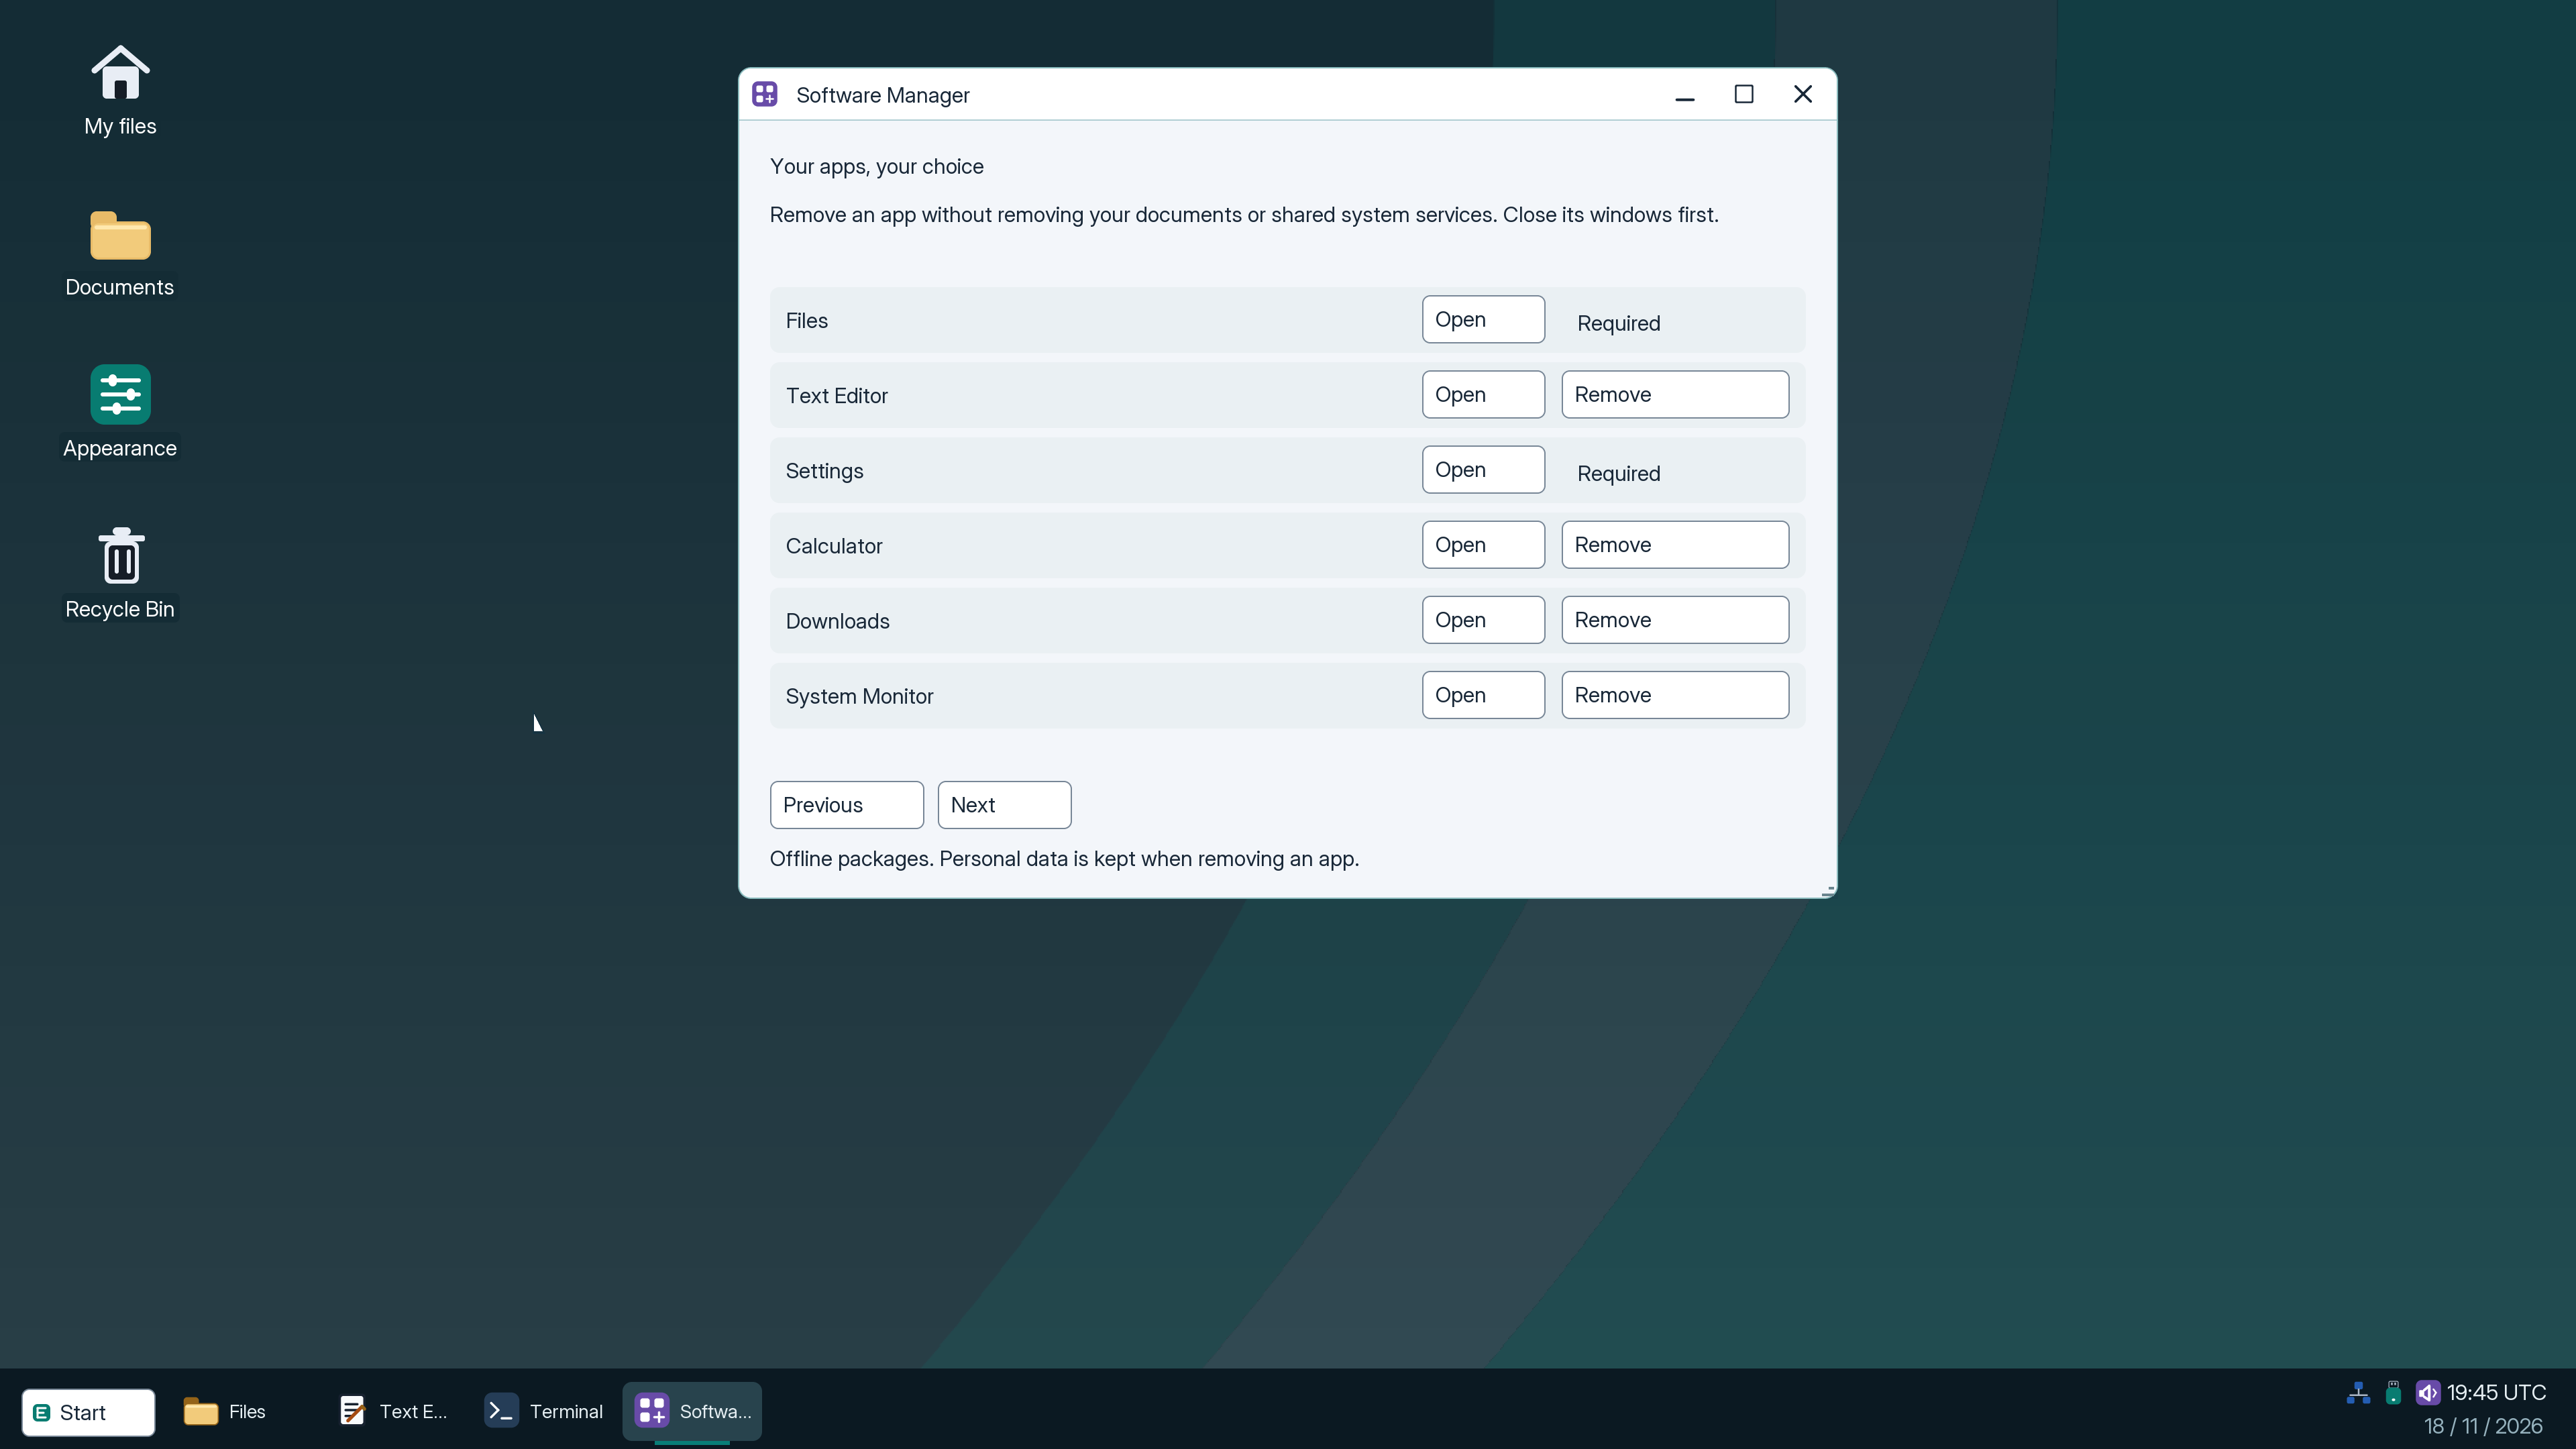 My files
Documents
Appearance
Recycle Bin
Software Manager
Your apps, your choice
Remove an app without removing your documents or shared system services. Close its windows first.
Files Open Required
Text Editor Open Remove
Settings Open Required
Calculator Open Remove
Downloads Open Remove
System Monitor Open Remove
Previous Next
Offline packages. Personal data is kept when removing an app.
E Start Files Text E... Terminal Softwa... 19:45 UTC
18 / 11 / 2026